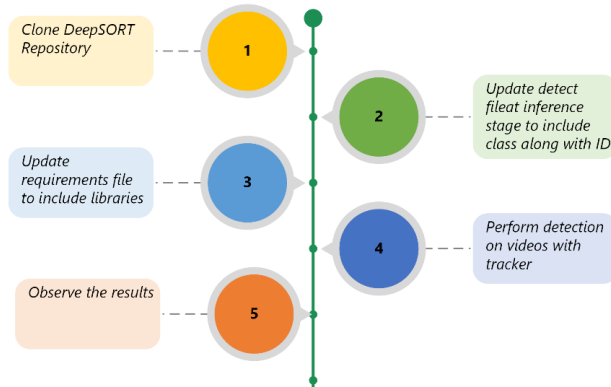 Clone DeepSORT
Repository
1
2
Update detect
fileat inference
stage to include
class along with ID
Update
requirements file
to include libraries
3
4
Perform detection
on videos with
tracker
Observe the results
5